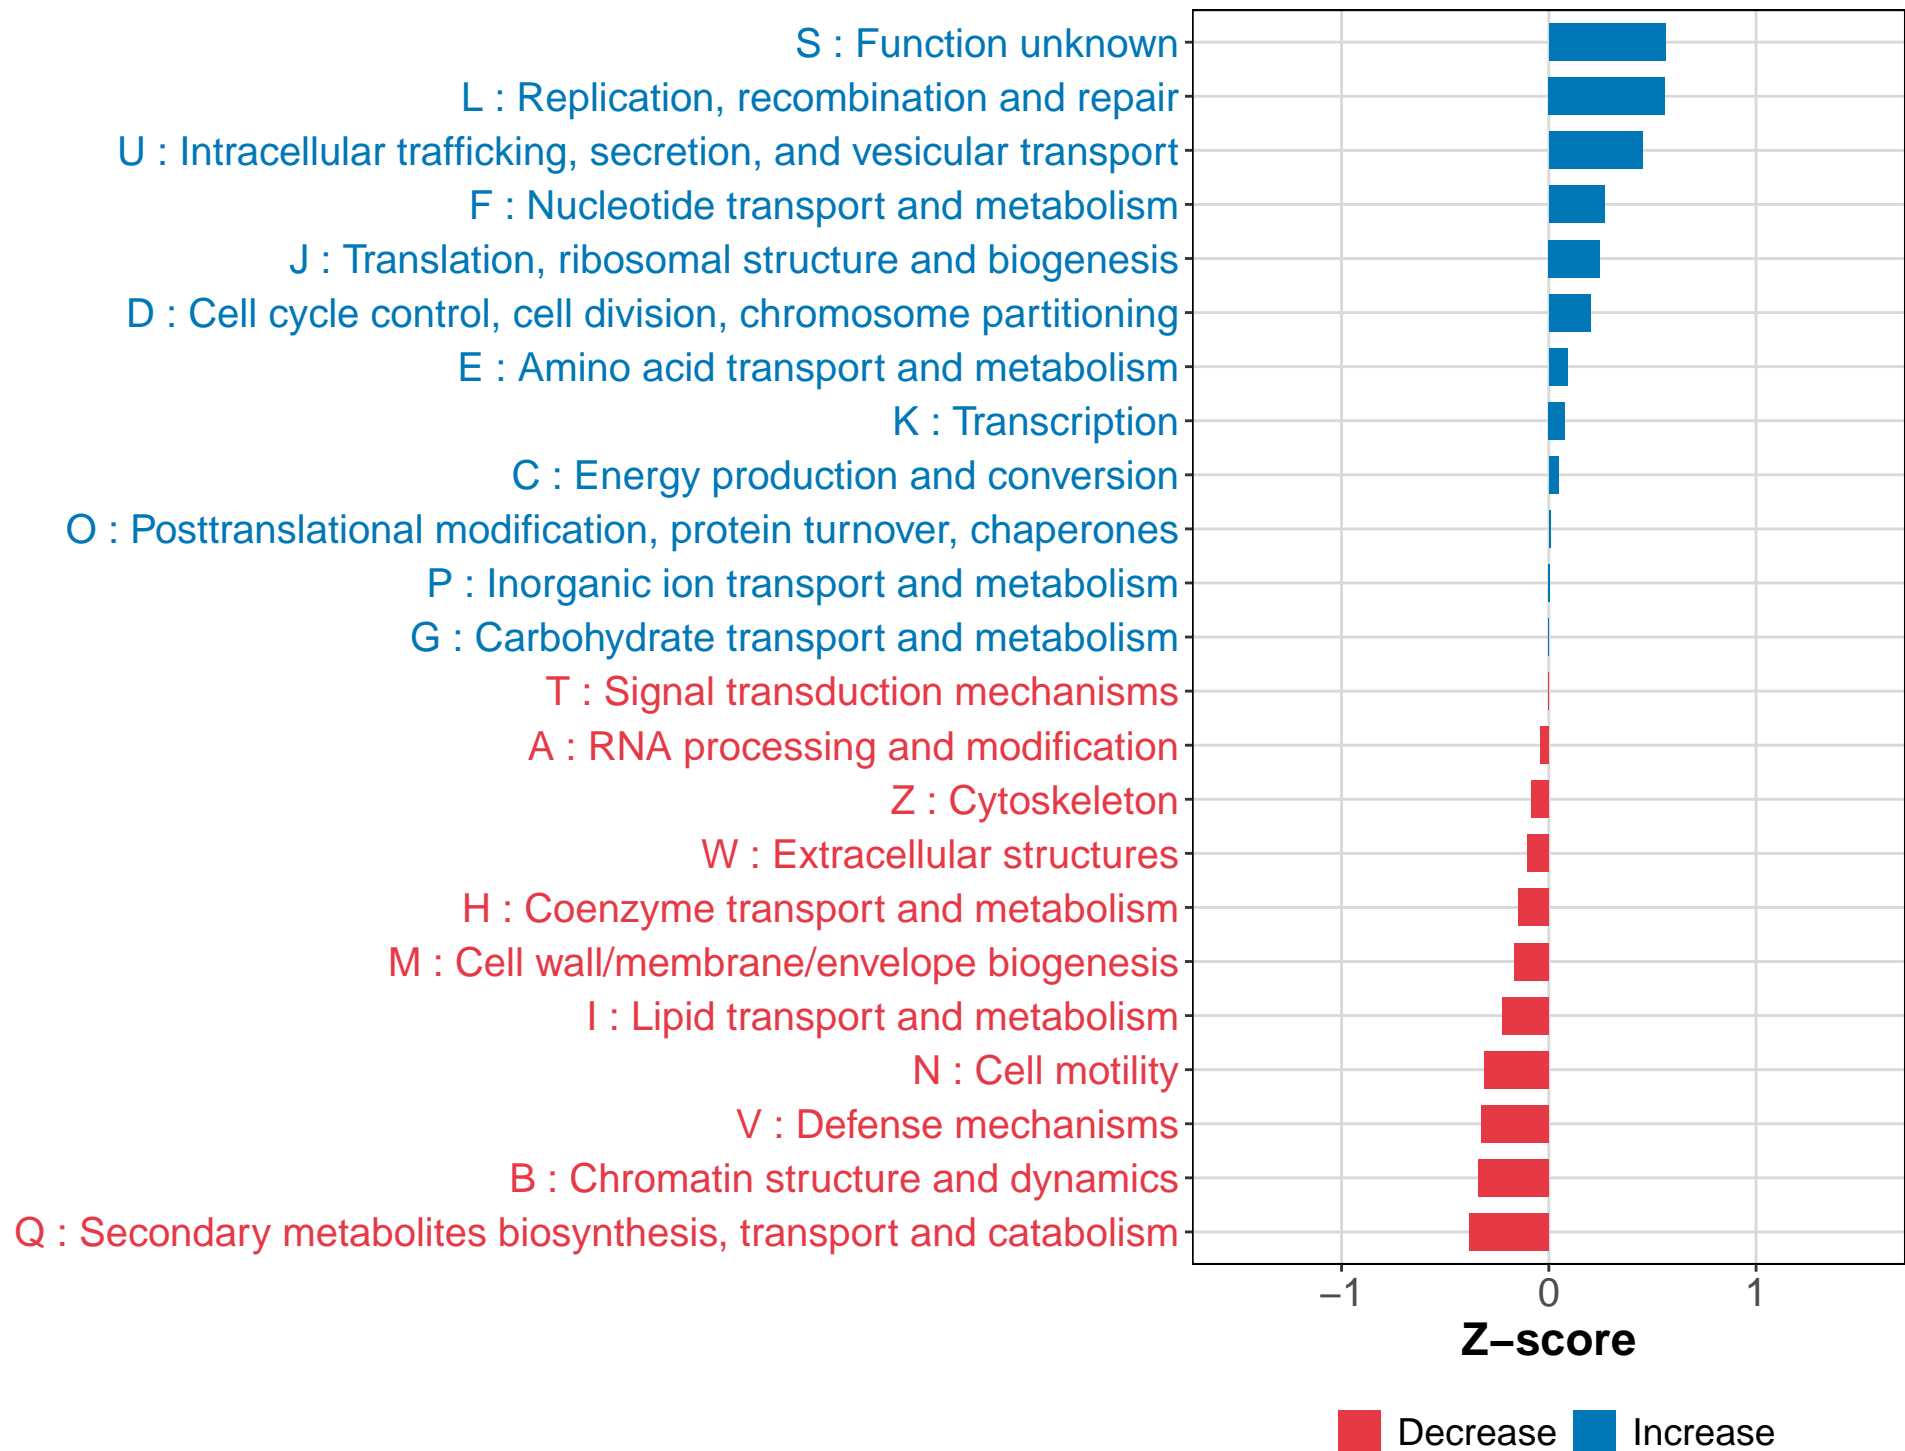 S : Function unknown
L : Replication, recombination and repair
U : Intracellular trafficking, secretion, and vesicular transport
F : Nucleotide transport and metabolism
J : Translation, ribosomal structure and biogenesis
D : Cell cycle control, cell division, chromosome partitioning
E : Amino acid transport and metabolism
K : Transcription
C : Energy production and conversion
O : Posttranslational modification, protein turnover, chaperones
P : Inorganic ion transport and metabolism
G : Carbohydrate transport and metabolism
T : Signal transduction mechanisms
A : RNA processing and modification
Z : Cytoskeleton
W : Extracellular structures
H : Coenzyme transport and metabolism
M : Cell wall/membrane/envelope biogenesis
I : Lipid transport and metabolism
N : Cell motility
V : Defense mechanisms
B : Chromatin structure and dynamics
Q : Secondary metabolites biosynthesis, transport and catabolism
−1 0 1
Z−score
Decrease Increase